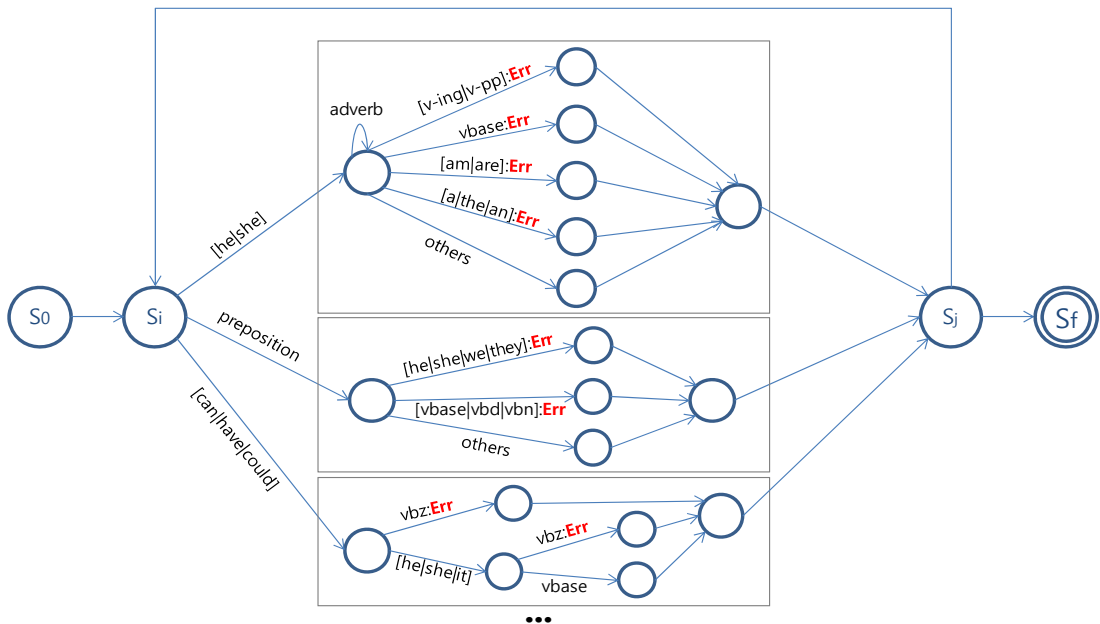 adverb
[v-ing|v-pp]:Err
vbase:Err
[am|are]:Err
[a|the|an]:Err
others
[he|she]
S0
Si
preposition
[can|have|could]
[he|she|we|they]:Err
[vbase|vbd|vbn]:Err
others
vbz:Err
[he|she|it]
vbz:Err
vbase
Sj
Sf
...